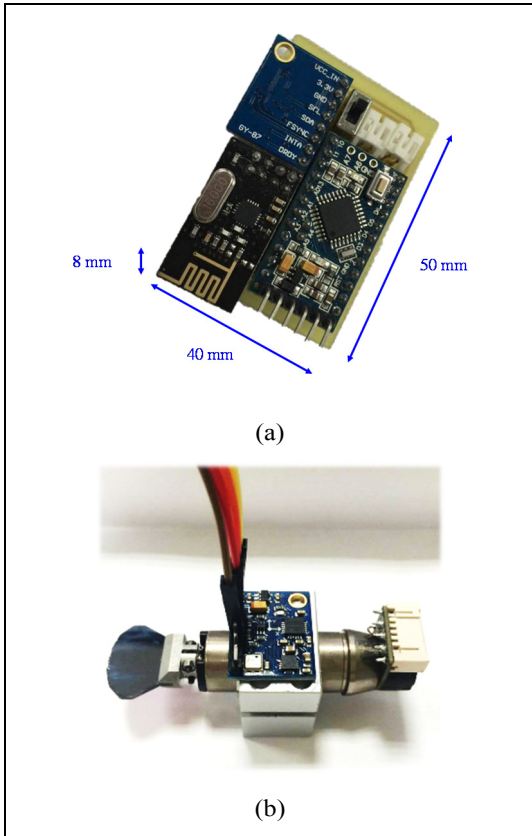 VCC_IN
3.3V
GND
SCL
SDA
FSYNC
INTA
DRDY
GY-87
8 mm
50 mm
40 mm
(a)
(b)